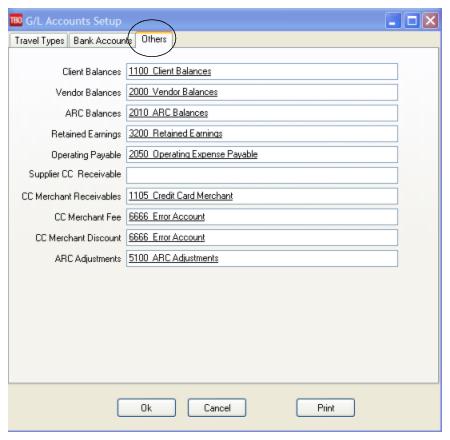 TBO G/L Accounts Setup
Travel Types Bank Accounts Others
Client Balances 1100 Client Balances
Vendor Balances 2000 Vendor Balances
ARC Balances 2010 ARC Balances
Retained Earnings 3200 Retained Earnings
Operating Payable 2050 Operating Expense Payable
Supplier CC Receivable
CC Merchant Receivables 1105 Credit Card Merchant
CC Merchant Fee 6666 Error Account
CC Merchant Discount 6666 Error Account
ARC Adjustments 5100 ARC Adjustments
Ok Cancel Print